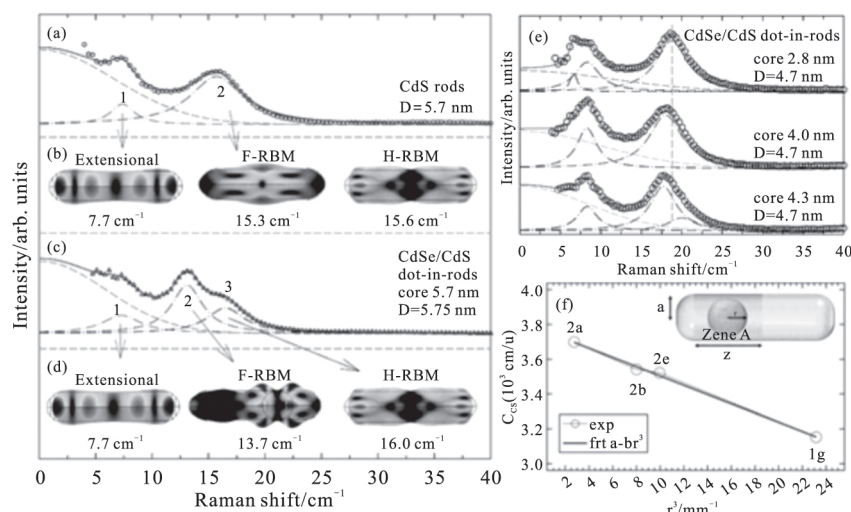 (a)
CdS rods
D=5.7 nm
1
2
(b)
Extensional
F-RBM
H-RBM
7.7 cm⁻¹
15.3 cm⁻¹
15.6 cm⁻¹
(c)
CdSe/CdS
dot-in-rods
core 5.7 nm
D=5.75 nm
1
2
3
(d)
Extensional
F-RBM
H-RBM
7.7 cm⁻¹
13.7 cm⁻¹
16.0 cm⁻¹
0 5 10 15 20 25 30 35 40
Raman shift/cm⁻¹
Intensity/arb. units
(e)
CdSe/CdS dot-in-rods
core 2.8 nm
D=4.7 nm
core 4.0 nm
D=4.7 nm
core 4.3 nm
D=4.7 nm
0 5 10 15 20 25 30 35 40
Raman shift/cm⁻¹
Intensity/arb. units
(f)
a
r
Zene A
z
2a
2b
2e
1g
exp
frt a-br³
3.9
3.6
3.3
3.0
C_CS(10³ cm/u)
2 4 6 8 10 12 14 16 18 20 22 24
r³/mm⁻¹